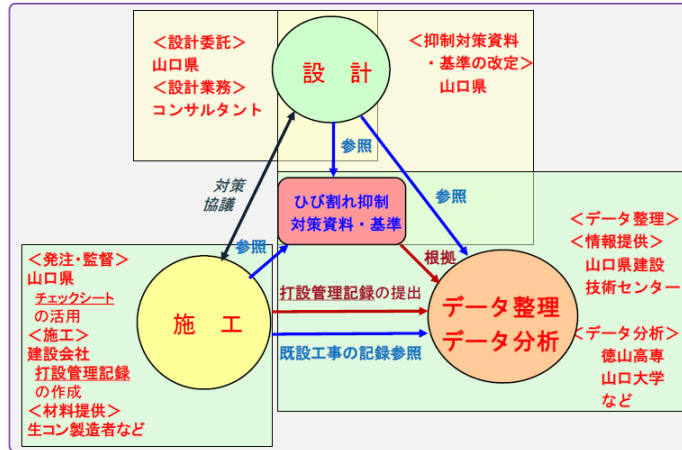 <設計委託>
山口県
<設計業務>
コンサルタント
設 計
<抑制対策資料
・基準の改定>
山口県
参照
対策
協議
ひび割れ抑制
対策資料・基準
参照
参照
根拠
<データ整理>
<情報提供>
山口県建設
技術センター
<データ分析>
徳山高専
山口大学
など
<発注・監督>
山口県
チェックシート
の活用
<施工>
建設会社
打設管理記録
の作成
<材料提供>
生コン製造者など
施 工
打設管理記録の提出
既設工事の記録参照
データ整理
データ分析